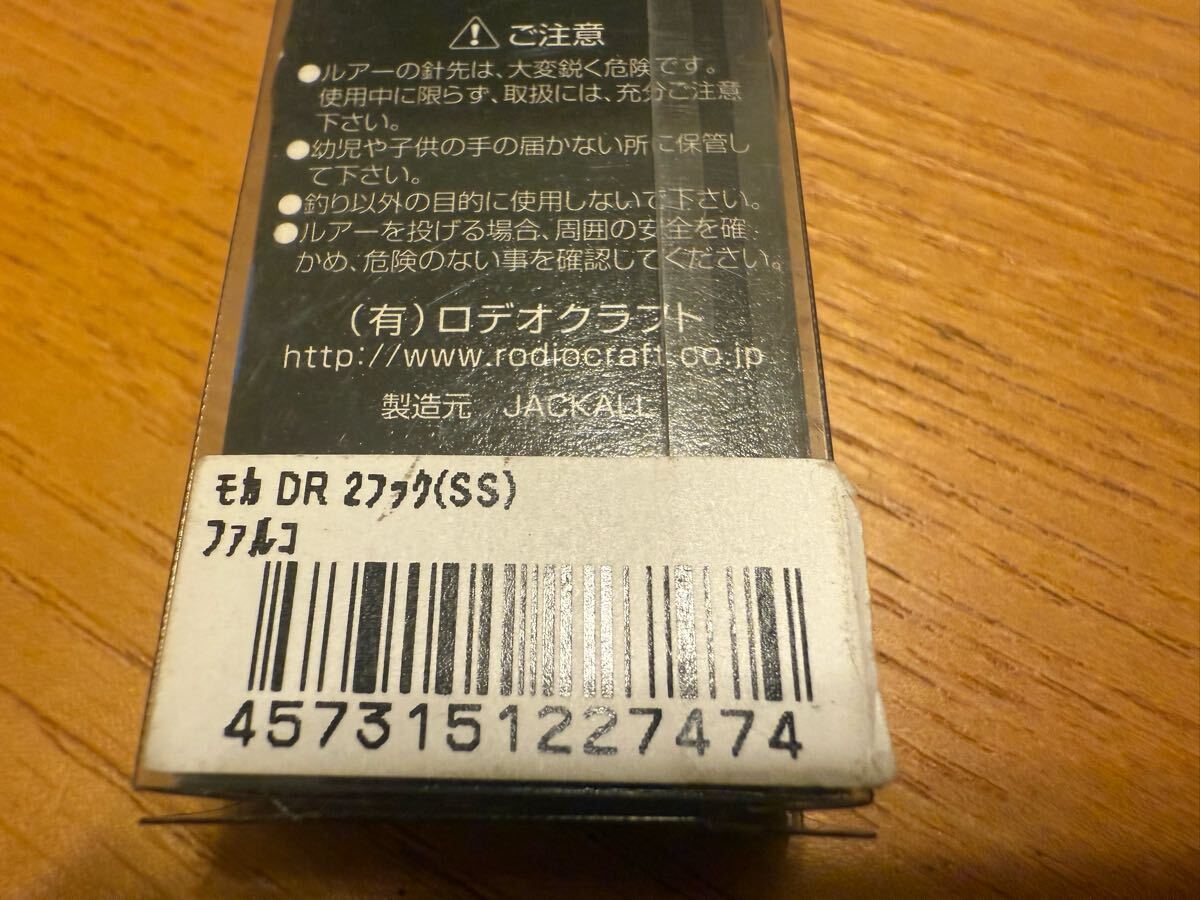 ⚠ ご注意
●ルアーの針先は、大変鋭く危険です。
使用中に限らず、取扱には、充分ご注意
下さい。
●幼児や子供の手の届かない所に保管し
て下さい。
●釣り以外の目的に使用しないで下さい。
●ルアーを投げる場合、周囲の安全を確
かめ、危険のない事を確認してください。
(有)ロデオクラフト
http://www.rodiocraft.co.jp
製造元 JACKALL
モカ DR 2フック(SS)
ファルコ
4573151227474